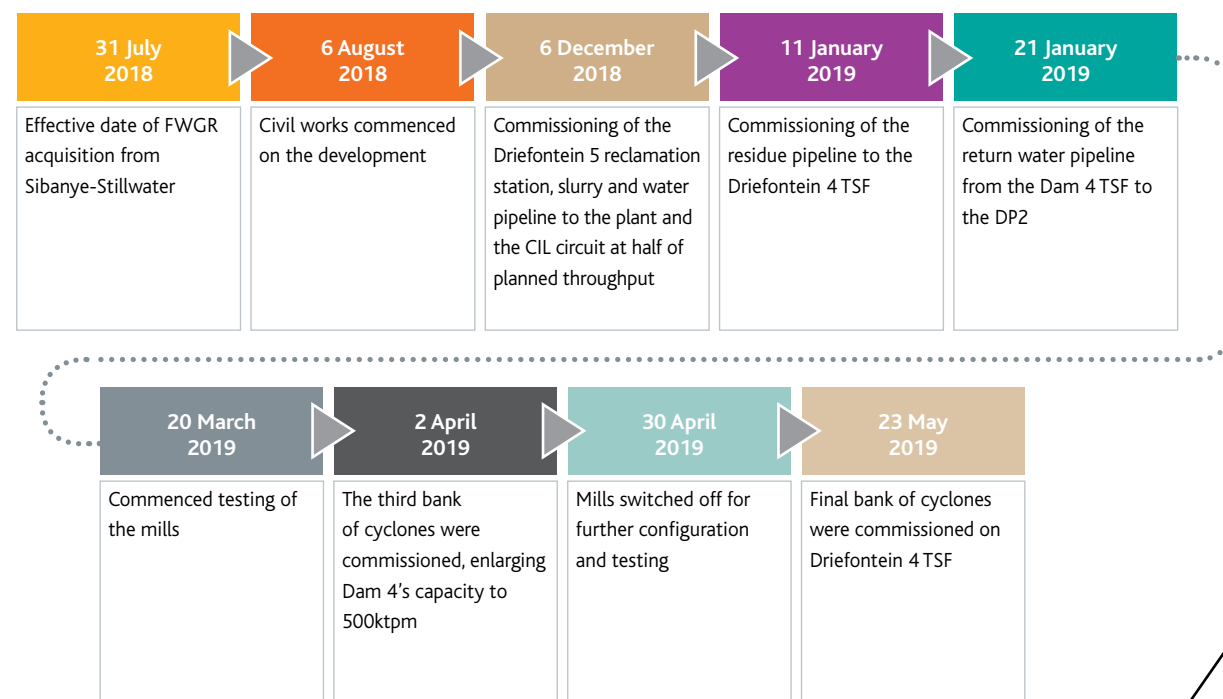 31 July
2018
6 August
2018
6 December
2018
11 January
2019
21 January
2019
Effective date of FWGR
acquisition from
Sibanye-Stillwater
Civil works commenced
on the development
Commissioning of the
Driefontein 5 reclamation
station, slurry and water
pipeline to the plant and
the CIL circuit at half of
planned throughput
Commissioning of the
residue pipeline to the
Driefontein 4 TSF
Commissioning of the
return water pipeline
from the Dam 4 TSF to
the DP2
20 March
2019
2 April
2019
30 April
2019
23 May
2019
Commenced testing of
the mills
The third bank
of cyclones were
commissioned, enlarging
Dam 4's capacity to
500ktpm
Mills switched off for
further configuration
and testing
Final bank of cyclones
were commissioned on
Driefontein 4 TSF